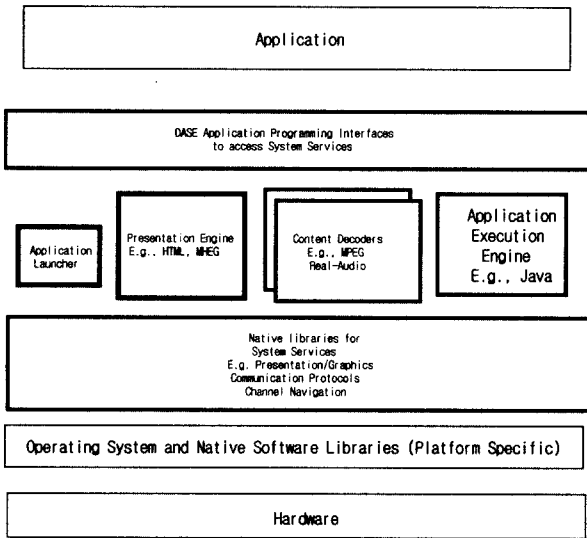 Application
DASE Application Programming Interfaces
to access System Services
Application
Launcher
Presentation Engine
E.g., HTML, MHEG
Content Decoders
E.g., MPEG
Real-Audio
Application
Execution
Engine
E.g., Java
Native libraries for
System Services
E.g. Presentation/Graphics
Communication Protocols
Channel Navigation
Operating System and Native Software Libraries (Platform Specific)
Hardware